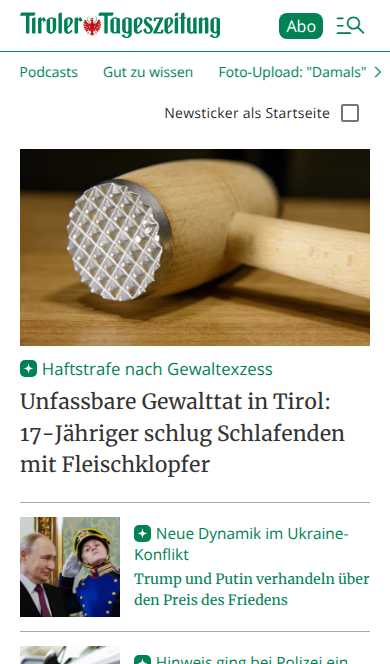 Tiroler Tageszeitung
Abo
Podcasts Gut zu wissen Foto-Upload: "Damals"
Newsticker als Startseite
Haftstrafe nach Gewaltexzess
Unfassbare Gewalttat in Tirol:
17-Jähriger schlug Schlafenden
mit Fleischklopfer
Neue Dynamik im Ukraine-
Konflikt
Trump und Putin verhandeln über
den Preis des Friedens
Hinweis ging bei Polizei ein